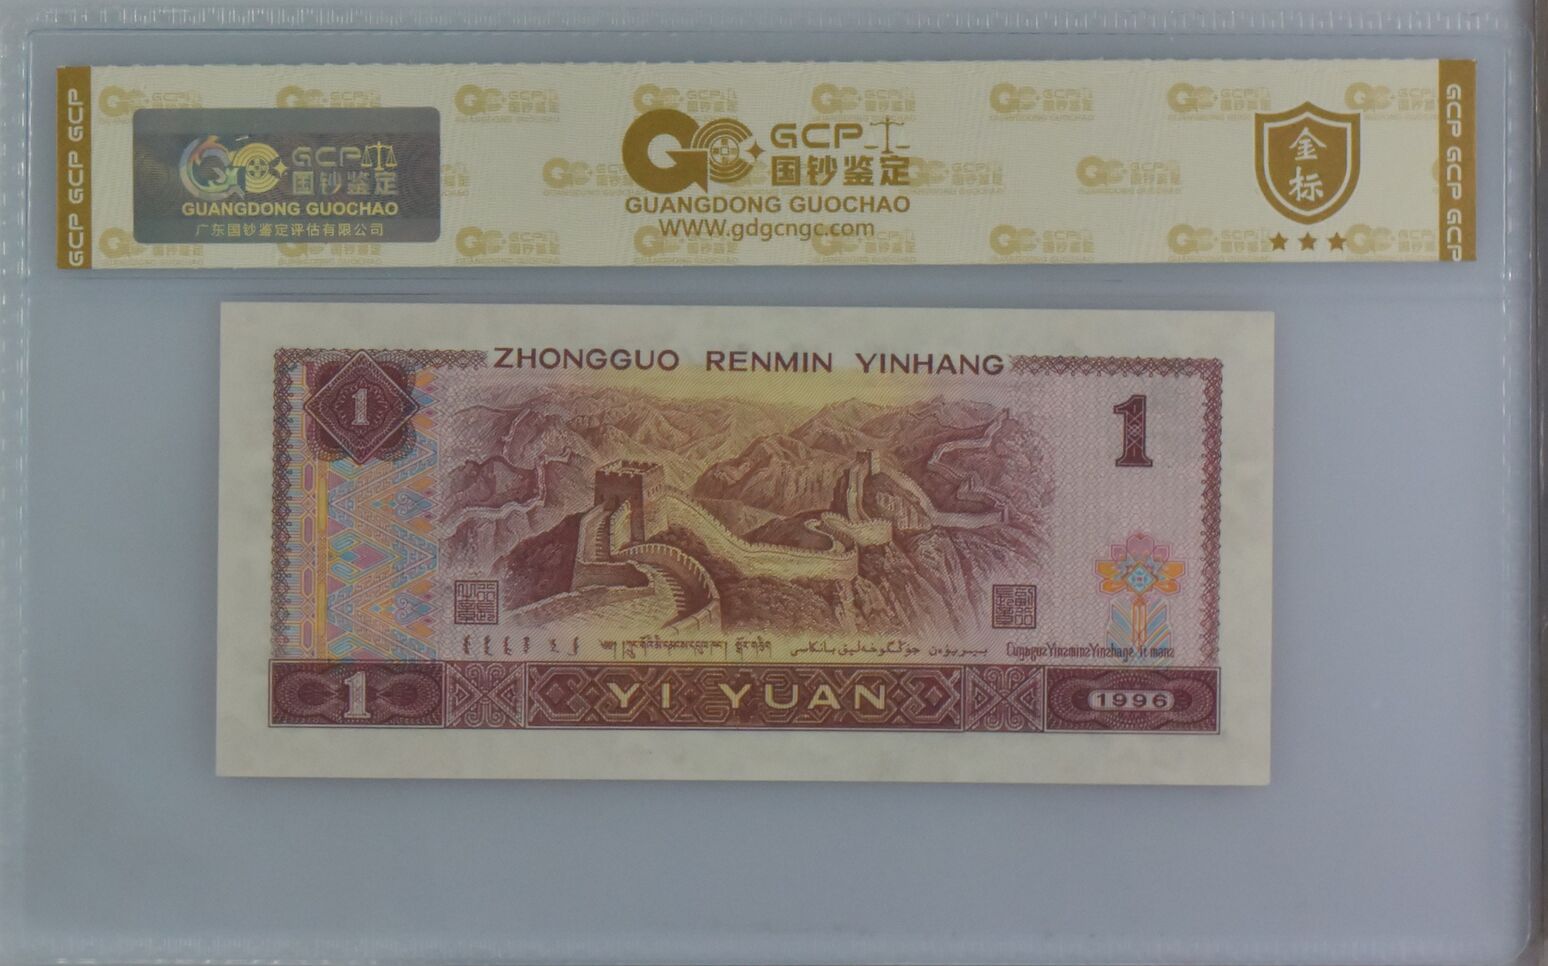 GCP GCP GCP
GCP
国钞鉴定
GUANGDONG GUOCHAO
广东国钞鉴定评估有限公司
GCP
国钞鉴定
GUANGDONG GUOCHAO
WWW.gdgcngc.com
金
标
GCP GCP GCP
ZHONGGUO RENMIN YINHANG
1
1
1
YI YUAN
1996